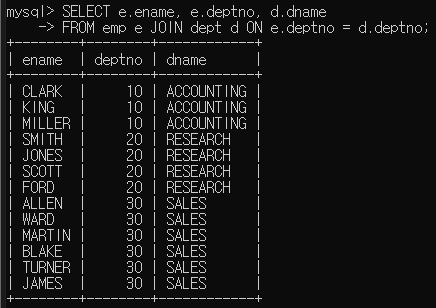 mysql> SELECT e.ename, e.deptno, d.dname
    -> FROM emp e JOIN dept d ON e.deptno = d.deptno;
+--------+--------+------------+
| ename  | deptno | dname      |
+--------+--------+------------+
| CLARK  |     10 | ACCOUNTING |
| KING   |     10 | ACCOUNTING |
| MILLER |     10 | ACCOUNTING |
| SMITH  |     20 | RESEARCH   |
| JONES  |     20 | RESEARCH   |
| SCOTT  |     20 | RESEARCH   |
| FORD   |     20 | RESEARCH   |
| ALLEN  |     30 | SALES      |
| WARD   |     30 | SALES      |
| MARTIN |     30 | SALES      |
| BLAKE  |     30 | SALES      |
| TURNER |     30 | SALES      |
| JAMES  |     30 | SALES      |
+--------+--------+------------+